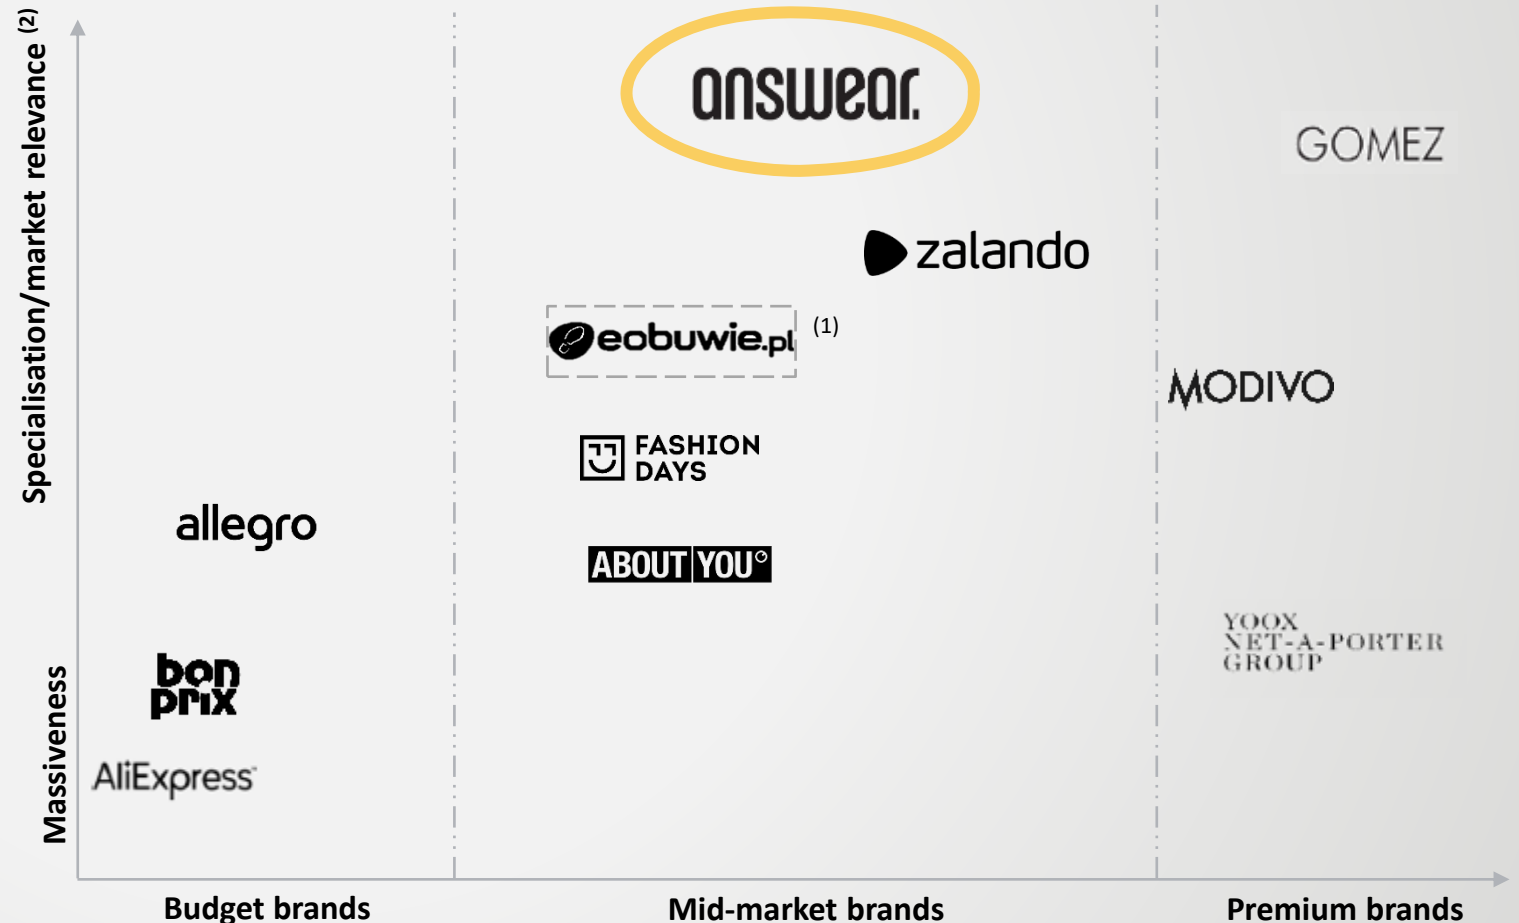 Specialisation/market relevance (2)
Massiveness
answear.
GOMEZ
zalando
eobuwie.pl
(1)
MODIVO
FASHION
DAYS
allegro
ABOUT YOU
YOOX
NET-A-PORTER
GROUP
bon
prix
AliExpress™
Budget brands
Mid-market brands
Premium brands